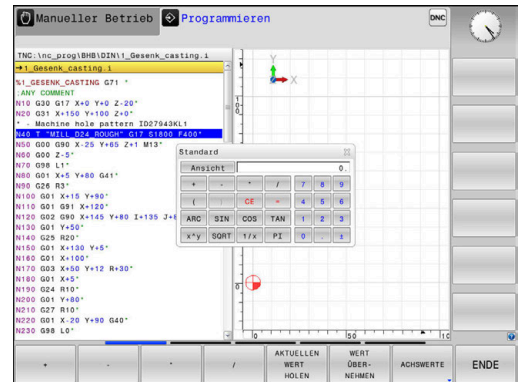 Manueller Betrieb
Programmieren
DNC
TNC:\nc_prog\BHB\DIN\1_Gesenk_casting.i
→1_Gesenk_casting.i
%1_GESENK_CASTING G71 *
;ANY COMMENT
N10 G30 G17 X+0 Y+0 Z-20*
N20 G31 X+150 Y+100 Z+0*
* - Machine hole pattern ID27943KL1
N40 T "MILL_D24_ROUGH" G17 S1800 F400*
N50 G00 G90 X-25 Y+65 Z+1 M13*
N60 G00 Z-5*
N70 G98 L1*
N80 G01 X+5 Y+80 G41*
N90 G26 R3*
N100 G01 X+15 Y+90*
N110 G01 G91 X+120*
N120 G02 G90 X+145 Y+80 I+135 J+8
N130 G01 Y+50*
N140 G25 R20*
N150 G01 X+130 Y+5*
N160 G01 X+100*
N170 G03 X+50 Y+12 R+30*
N180 G01 X+5*
N190 G24 R10*
N200 G01 Y+80*
N210 G27 R10*
N220 G01 X-20 Y+90 G40*
N230 G98 L0*
Y
X
100
0
0
50
10
Standard
Ansicht 0.
+ - * / 7 8 9
( ) CE = 4 5 6
ARC SIN COS TAN 1 2 3
x^y SQRT 1/x PI 0 . ±
+ - * /
AKTUELLEN WERT HOLEN
WERT ÜBER- NEHMEN
ACHSWERTE
ENDE